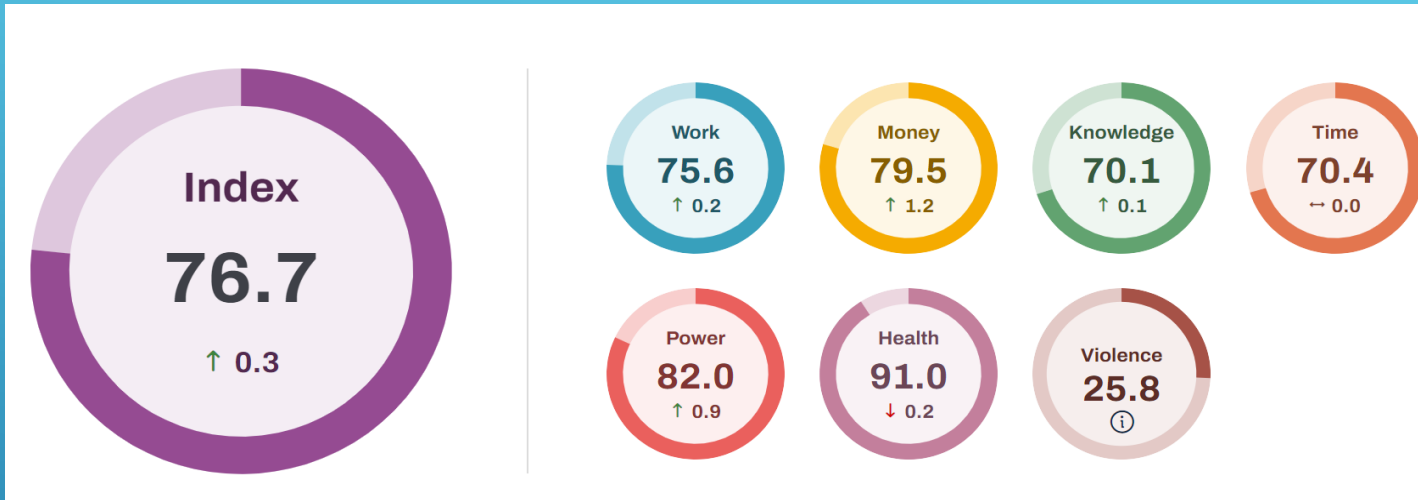 Index
76.7
↑ 0.3
Work
75.6
↑ 0.2
Money
79.5
↑ 1.2
Knowledge
70.1
↑ 0.1
Time
70.4
↔ 0.0
Power
82.0
↑ 0.9
Health
91.0
↓ 0.2
Violence
25.8
i